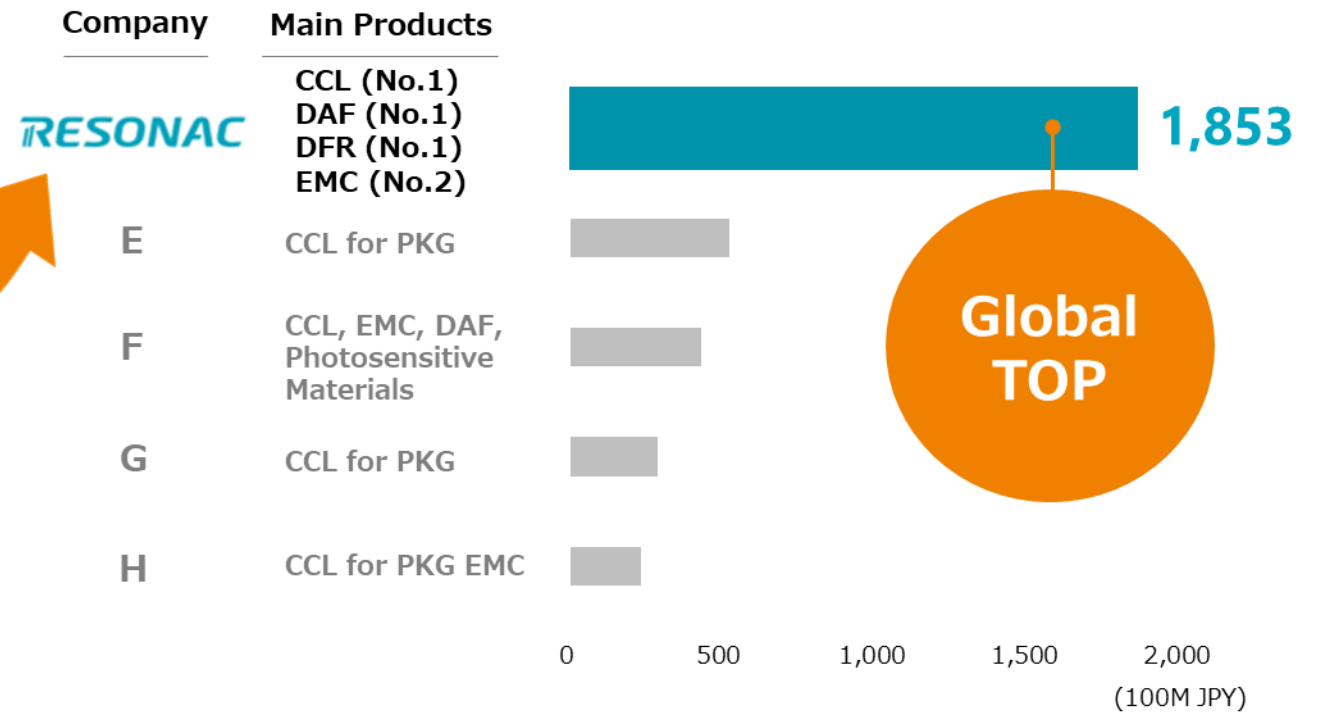 Company Main Products
RESONAC
CCL (No.1)
DAF (No.1)
DFR (No.1)
EMC (No.2)
1,853
E
CCL for PKG
F
CCL, EMC, DAF,
Photosensitive
Materials
G
CCL for PKG
H
CCL for PKG EMC
Global
TOP
0 500 1,000 1,500 2,000
(100M JPY)